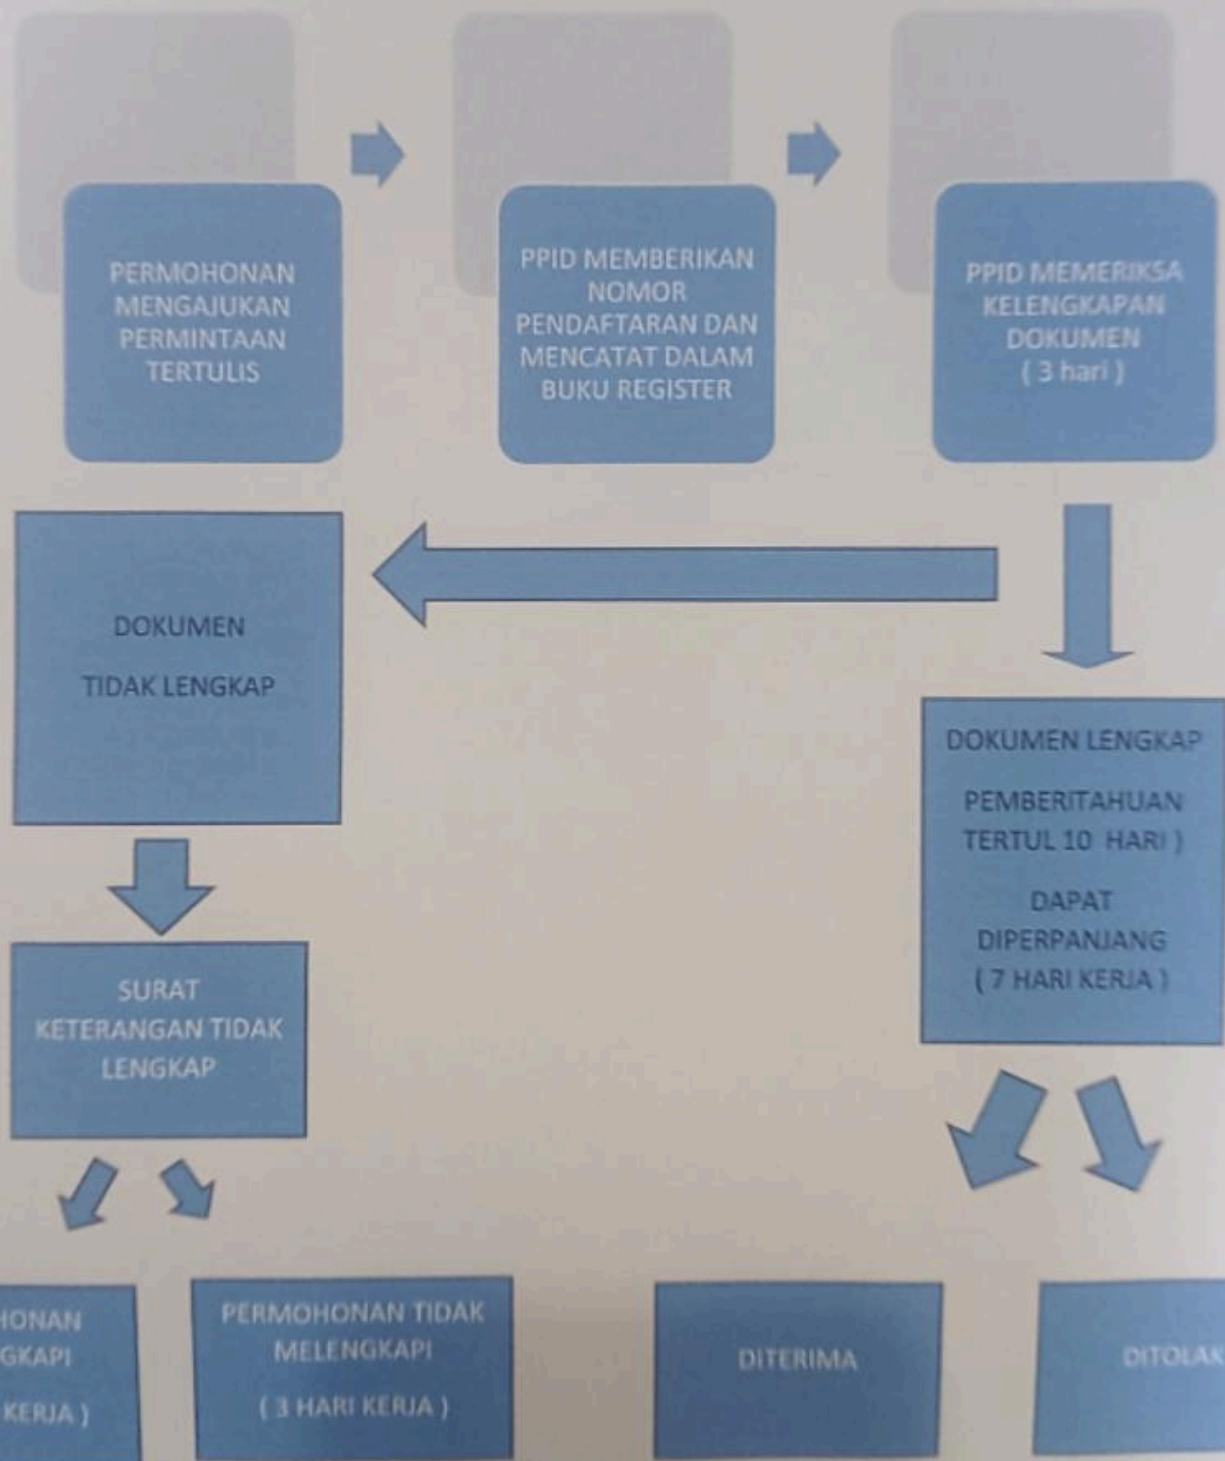 PERMOHONAN
MENGAJUKAN
PERMINTAAN
TERTULIS
PPID MEMBERIKAN
NOMOR
PENDAFTARAN DAN
MENCATAT DALAM
BUKU REGISTER
PPID MEMERIKSA
KELENGKAPAN
DOKUMEN
( 3 hari )
DOKUMEN
TIDAK LENGKAP
DOKUMEN LENGKAP
PEMBERITAHUAN
TERTUL 10 HARI )
DAPAT
DIPERPANJANG
( 7 HARI KERJA )
SURAT
KETERANGAN TIDAK
LENGKAP
HONAN
GKAPI
KERJA )
PERMOHONAN TIDAK
MELENGKAPI
( 3 HARI KERJA )
DITERIMA
DITOLAK